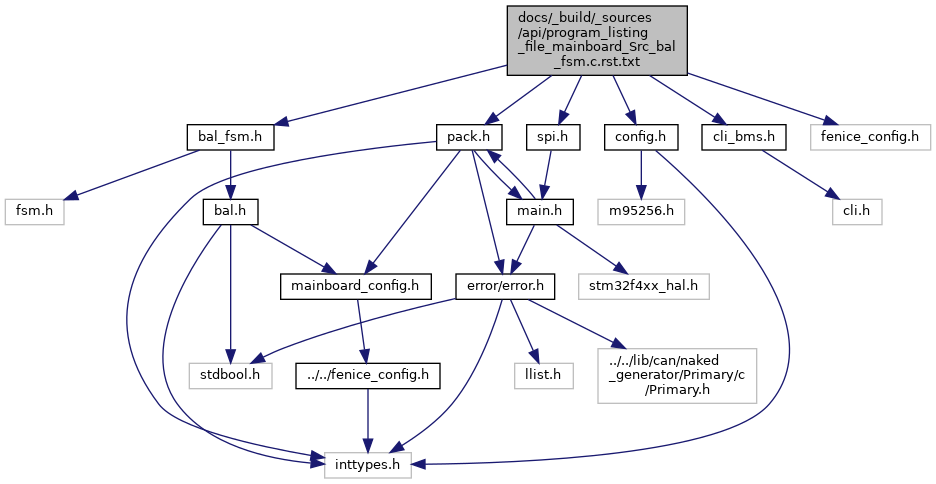 docs/_build/_sources
/api/program_listing
_file_mainboard_Src_bal
_fsm.c.rst.txt
bal_fsm.h
pack.h
spi.h
config.h
cli_bms.h
fenice_config.h
fsm.h
bal.h
main.h
m95256.h
cli.h
mainboard_config.h
error/error.h
stm32f4xx_hal.h
stdbool.h
../../fenice_config.h
llist.h
../../lib/can/naked
_generator/Primary/c
/Primary.h
inttypes.h